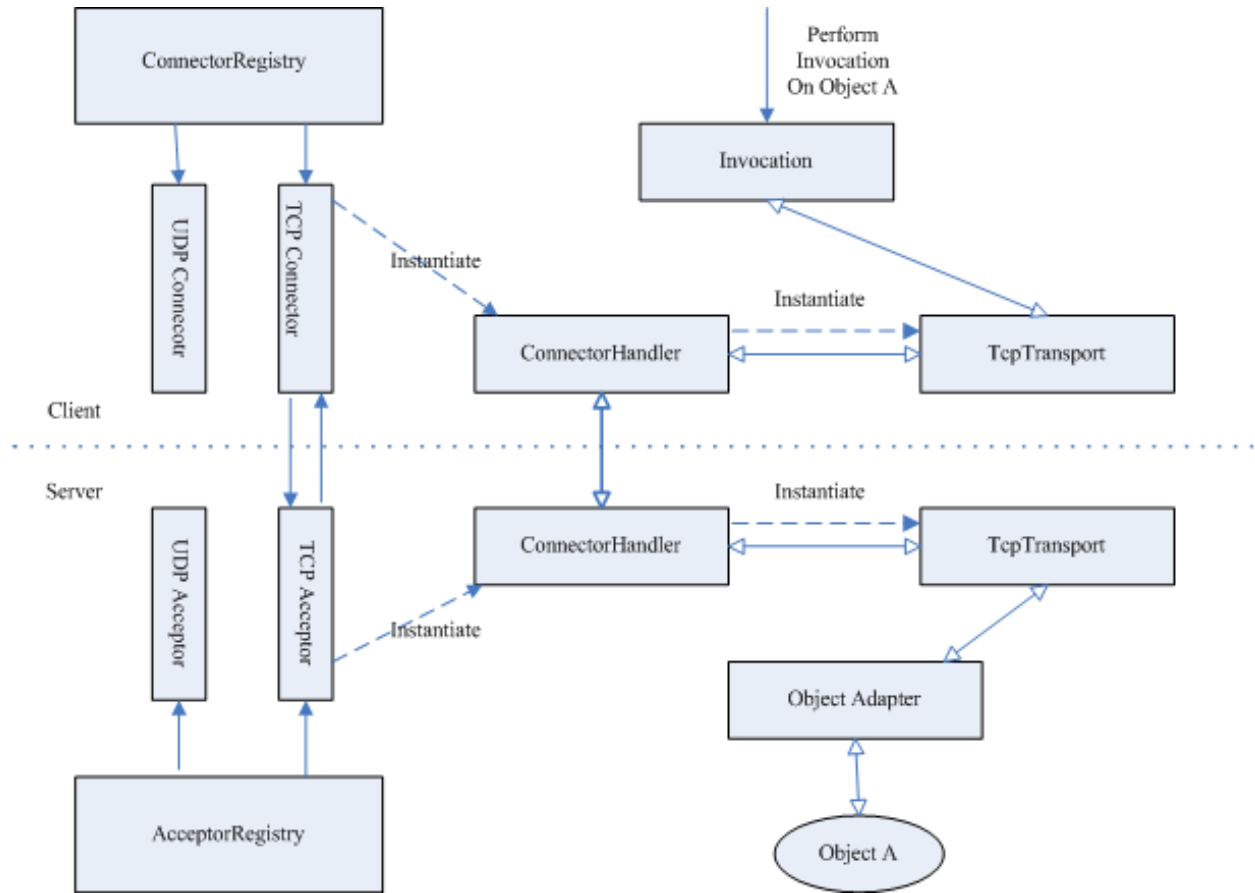 ConnectorRegistry
Perform
Invocation
On Object A
Invocation
UDP Connecotr
TCP Connector
Instantiate
Instantiate
ConnectorHandler
TcpTransport
Client
Server
Instantiate
UDP Acceptor
TCP Acceptor
ConnectorHandler
TcpTransport
Instantiate
Object Adapter
AcceptorRegistry
Object A